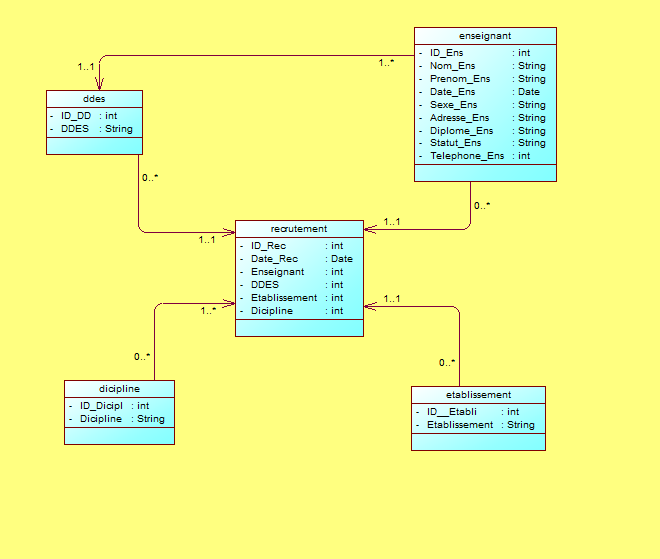 enseignant
- ID_Ens : int
- Nom_Ens : String
- Prenom_Ens : String
- Date_Ens : Date
- Sexe_Ens : String
- Adresse_Ens : String
- Diplome_Ens : String
- Statut_Ens : String
- Telephone_Ens : int
1..1
1..*
ddes
- ID_DD : int
- DDES : String
0..*
1..1
0..*
1..1
recrutement
- ID_Rec : int
- Date_Rec : Date
- Enseignant : int
- DDES : int
- Etablissement : int
- Dicipline : int
1..*
0..*
1..1
0..*
dicipline
- ID_Dicipl : int
- Dicipline : String
etablissement
- ID__Etabli : int
- Etablissement : String